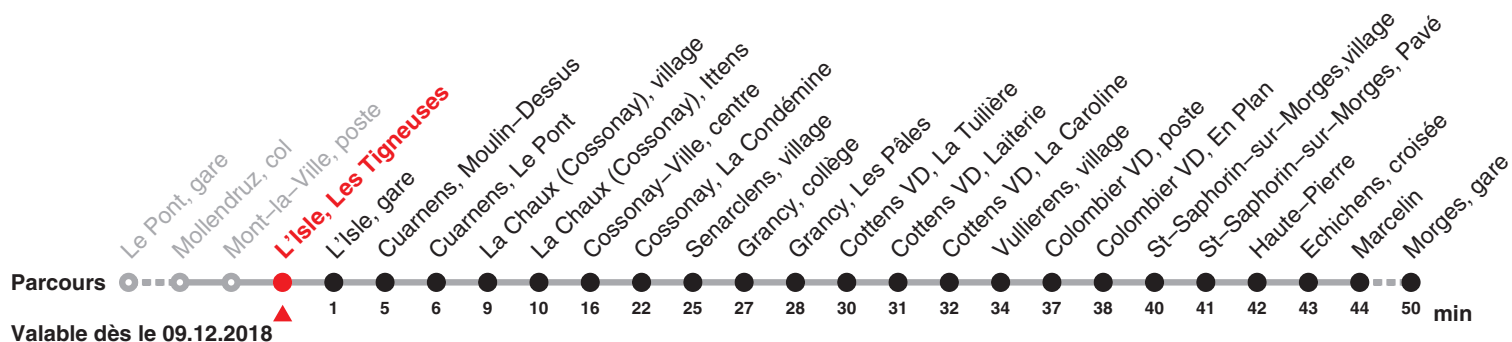 Le Pont, gare
Mollendruz, col
Mont–la–Ville, poste
L'Isle, Les Tigneuses
L'Isle, gare
Cuarnens, Moulin–Dessus
Cuarnens, Le Pont
La Chaux (Cossonay), village
La Chaux (Cossonay), Ittens
Cossonay–Ville, centre
Cossonay, La Condémine
Senarclens, village
Grancy, collège
Grancy, Les Pâles
Cottens VD, La Tuilière
Cottens VD, Laiterie
Cottens VD, La Caroline
Vullierens, village
Colombier VD, poste
Colombier VD, En Plan
St–Saphorin–sur–Morges,village
St–Saphorin–sur–Morges, Pavé
Haute–Pierre
Echichens, croisée
Marcelin
Morges, gare
Parcours
1 5 6 9 10 16 22 25 27 28 30 31 32 34 37 38 40 41 42 43 44 50 min
Valable dès le 09.12.2018